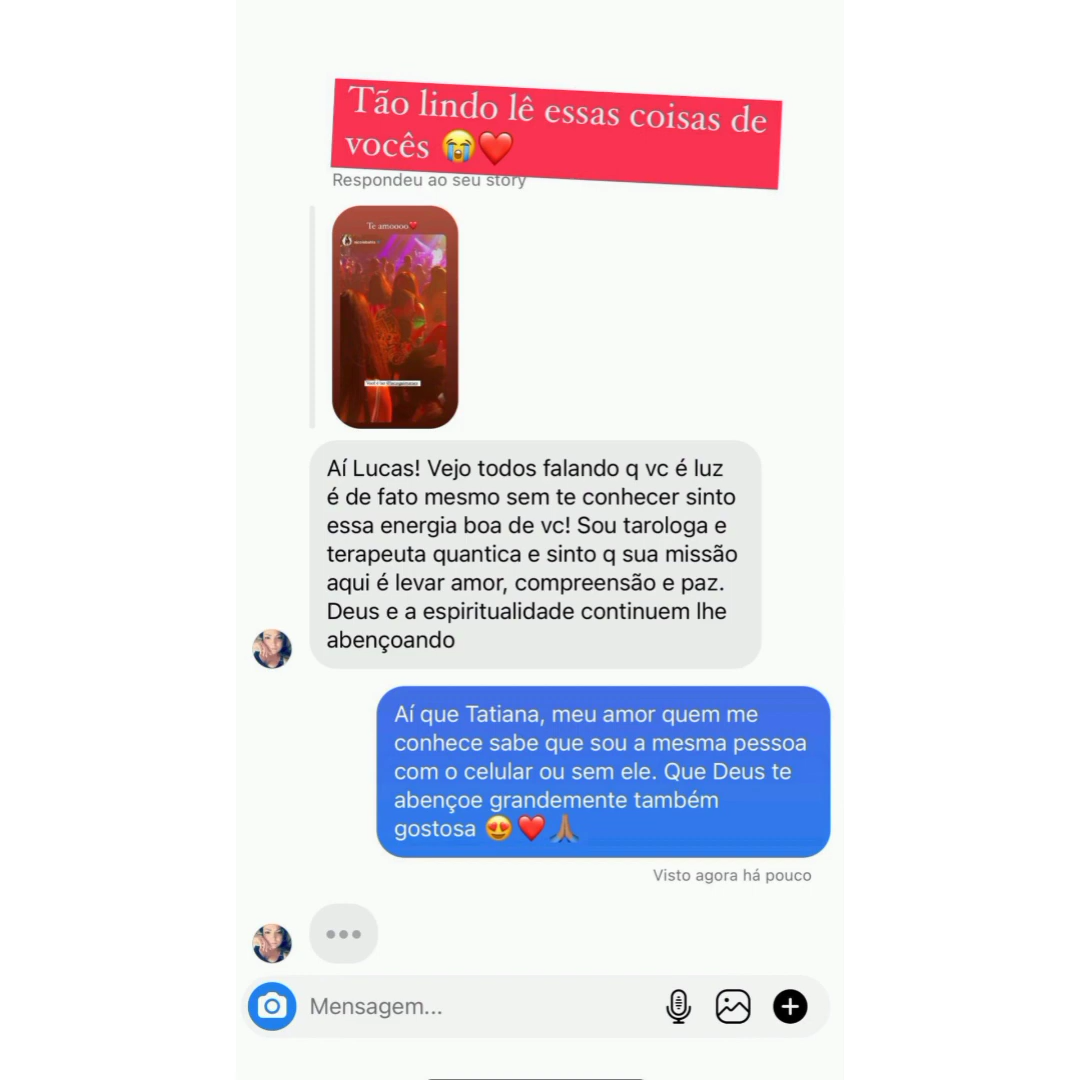 Tão lindo lê essas coisas de
vocês 😭❤️
Respondeu ao seu story
Te amoooo❤️
Aí Lucas! Vejo todos falando q vc é luz
é de fato mesmo sem te conhecer sinto
essa energia boa de vc! Sou tarologa e
terapeuta quantica e sinto q sua missão
aqui é levar amor, compreensão e paz.
Deus e a espiritualidade continuem lhe
abençoando
Aí que Tatiana, meu amor quem me
conhece sabe que sou a mesma pessoa
com o celular ou sem ele. Que Deus te
abençoe grandemente também
gostosa 😍❤️🙏🏽
Visto agora há pouco
Mensagem...